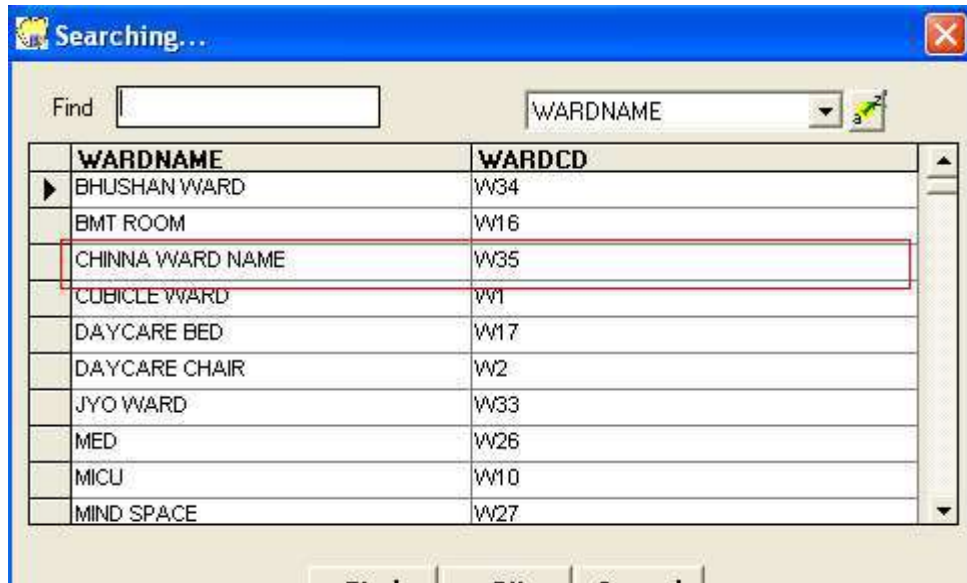 Searching...
Find WARDNAME
WARDNAME WARDCD
BHUSHAN WARD W34
BMT ROOM W16
CHINNA WARD NAME W35
CUBICLE WARD W1
DAYCARE BED W17
DAYCARE CHAIR W2
JYO WARD W33
MED W26
MICU W10
MIND SPACE W27